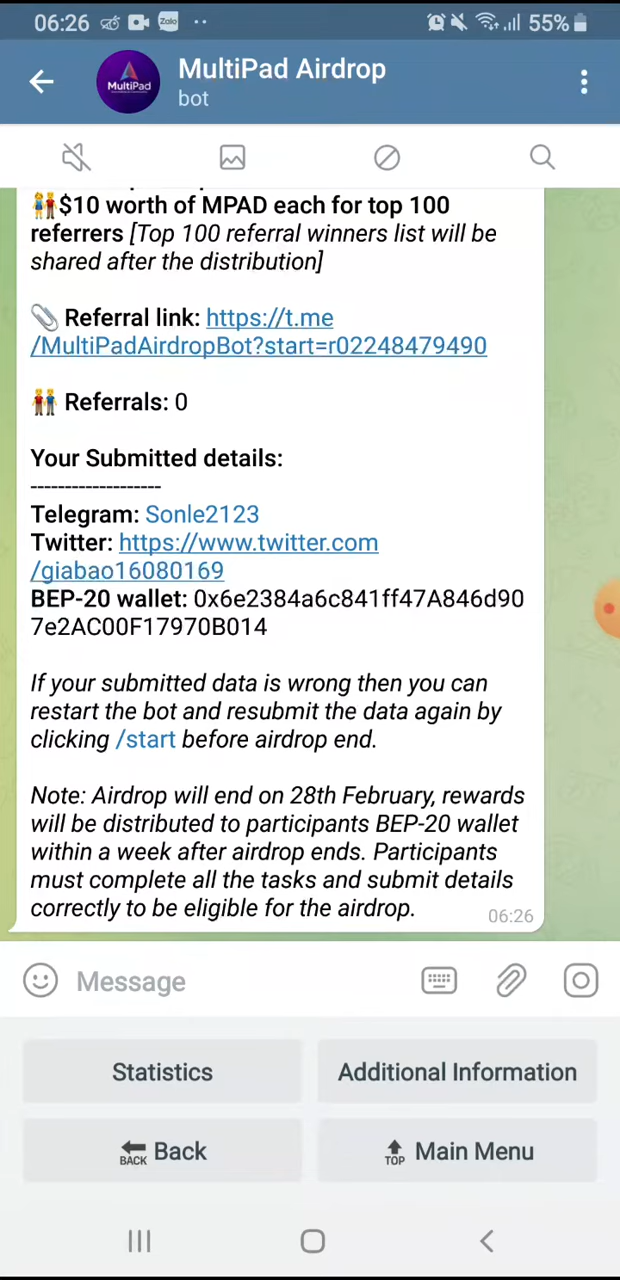 06:26 Zalo 55%
MultiPad
MultiPad Airdrop
bot
$10 worth of MPAD each for top 100
referrers [Top 100 referral winners list will be
shared after the distribution]
Referral link: https://t.me
/MultiPadAirdropBot?start=r02248479490
Referrals: 0
Your Submitted details:
-------------------
Telegram: Sonle2123
Twitter: https://www.twitter.com
/giabao16080169
BEP-20 wallet: 0x6e2384a6c841ff47A846d90
7e2AC00F17970B014
If your submitted data is wrong then you can
restart the bot and resubmit the data again by
clicking /start before airdrop end.
Note: Airdrop will end on 28th February, rewards
will be distributed to participants BEP-20 wallet
within a week after airdrop ends. Participants
must complete all the tasks and submit details
correctly to be eligible for the airdrop.
06:26
Message
Statistics
Additional Information
BACK Back
TOP Main Menu